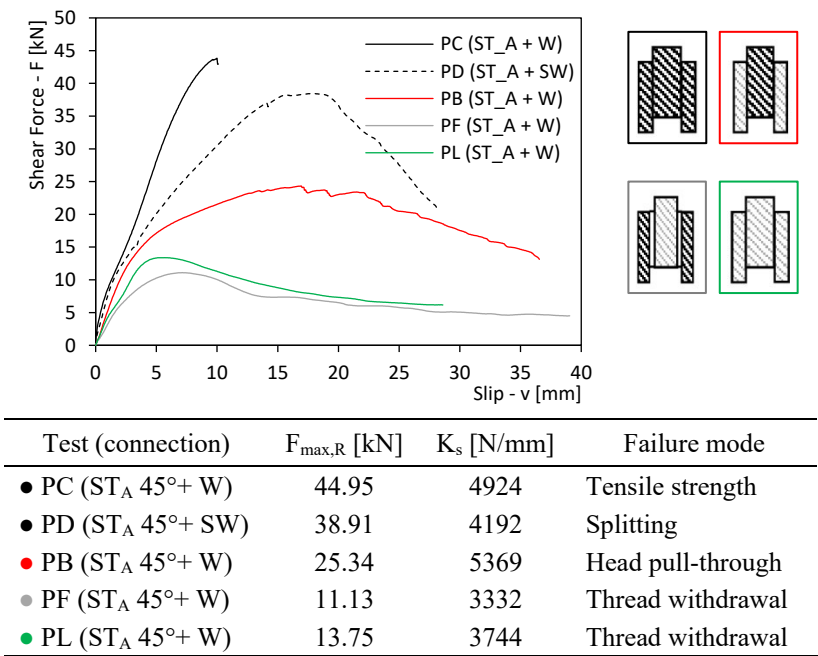 Shear Force - F [kN]
50
45
40
35
30
25
20
15
10
5
0
PC (ST_A + W)
PD (ST_A + SW)
PB (ST_A + W)
PF (ST_A + W)
PL (ST_A + W)
0 5 10 15 20 25 30 35 40
Slip - v [mm]
Test (connection) Fmax,R [kN] Ks [N/mm] Failure mode
● PC (STA 45°+ W) 44.95 4924 Tensile strength
● PD (STA 45°+ SW) 38.91 4192 Splitting
● PB (STA 45°+ W) 25.34 5369 Head pull-through
● PF (STA 45°+ W) 11.13 3332 Thread withdrawal
● PL (STA 45°+ W) 13.75 3744 Thread withdrawal